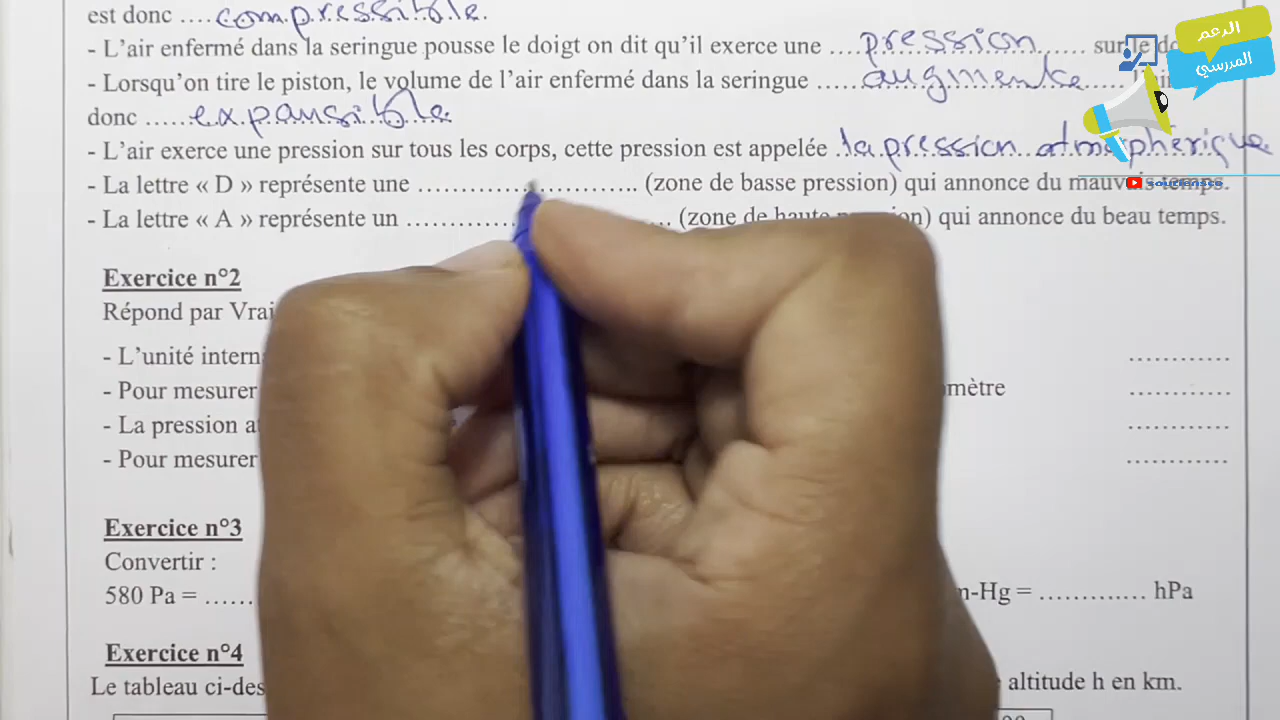 est donc ....compressible.
- L'air enfermé dans la seringue pousse le doigt on dit qu'il exerce une ....pression....... sur le do
- Lorsqu'on tire le piston, le volume de l'air enfermé dans la seringue ......augmente.....
donc ......expansible
- L'air exerce une pression sur tous les corps, cette pression est appelée .la pression atmosphèrique
- La lettre « D » représente une ............................ (zone de basse pression) qui annonce du mauvais temps.
- La lettre « A » représente un ............... ... (zone de haute pression) qui annonce du beau temps.
Exercice n°2
Répond par Vrai
- L'unité intern ............
- Pour mesurer mètre ............
- La pression a ............
- Pour mesurer ............
Exercice n°3
Convertir :
580 Pa = ...... -Hg = ............... hPa
Exercice n°4
Le tableau ci-des altitude h en km.
الدعم
المدرسي